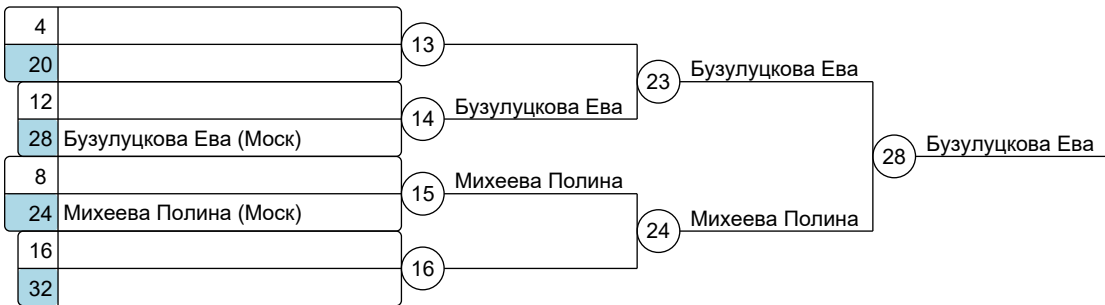 4
20
13
12
28 Бузулуцкова Ева (Моск)
14 Бузулуцкова Ева
23 Бузулуцкова Ева
8
24 Михеева Полина (Моск)
15 Михеева Полина
16
32
16
24 Михеева Полина
28 Бузулуцкова Ева